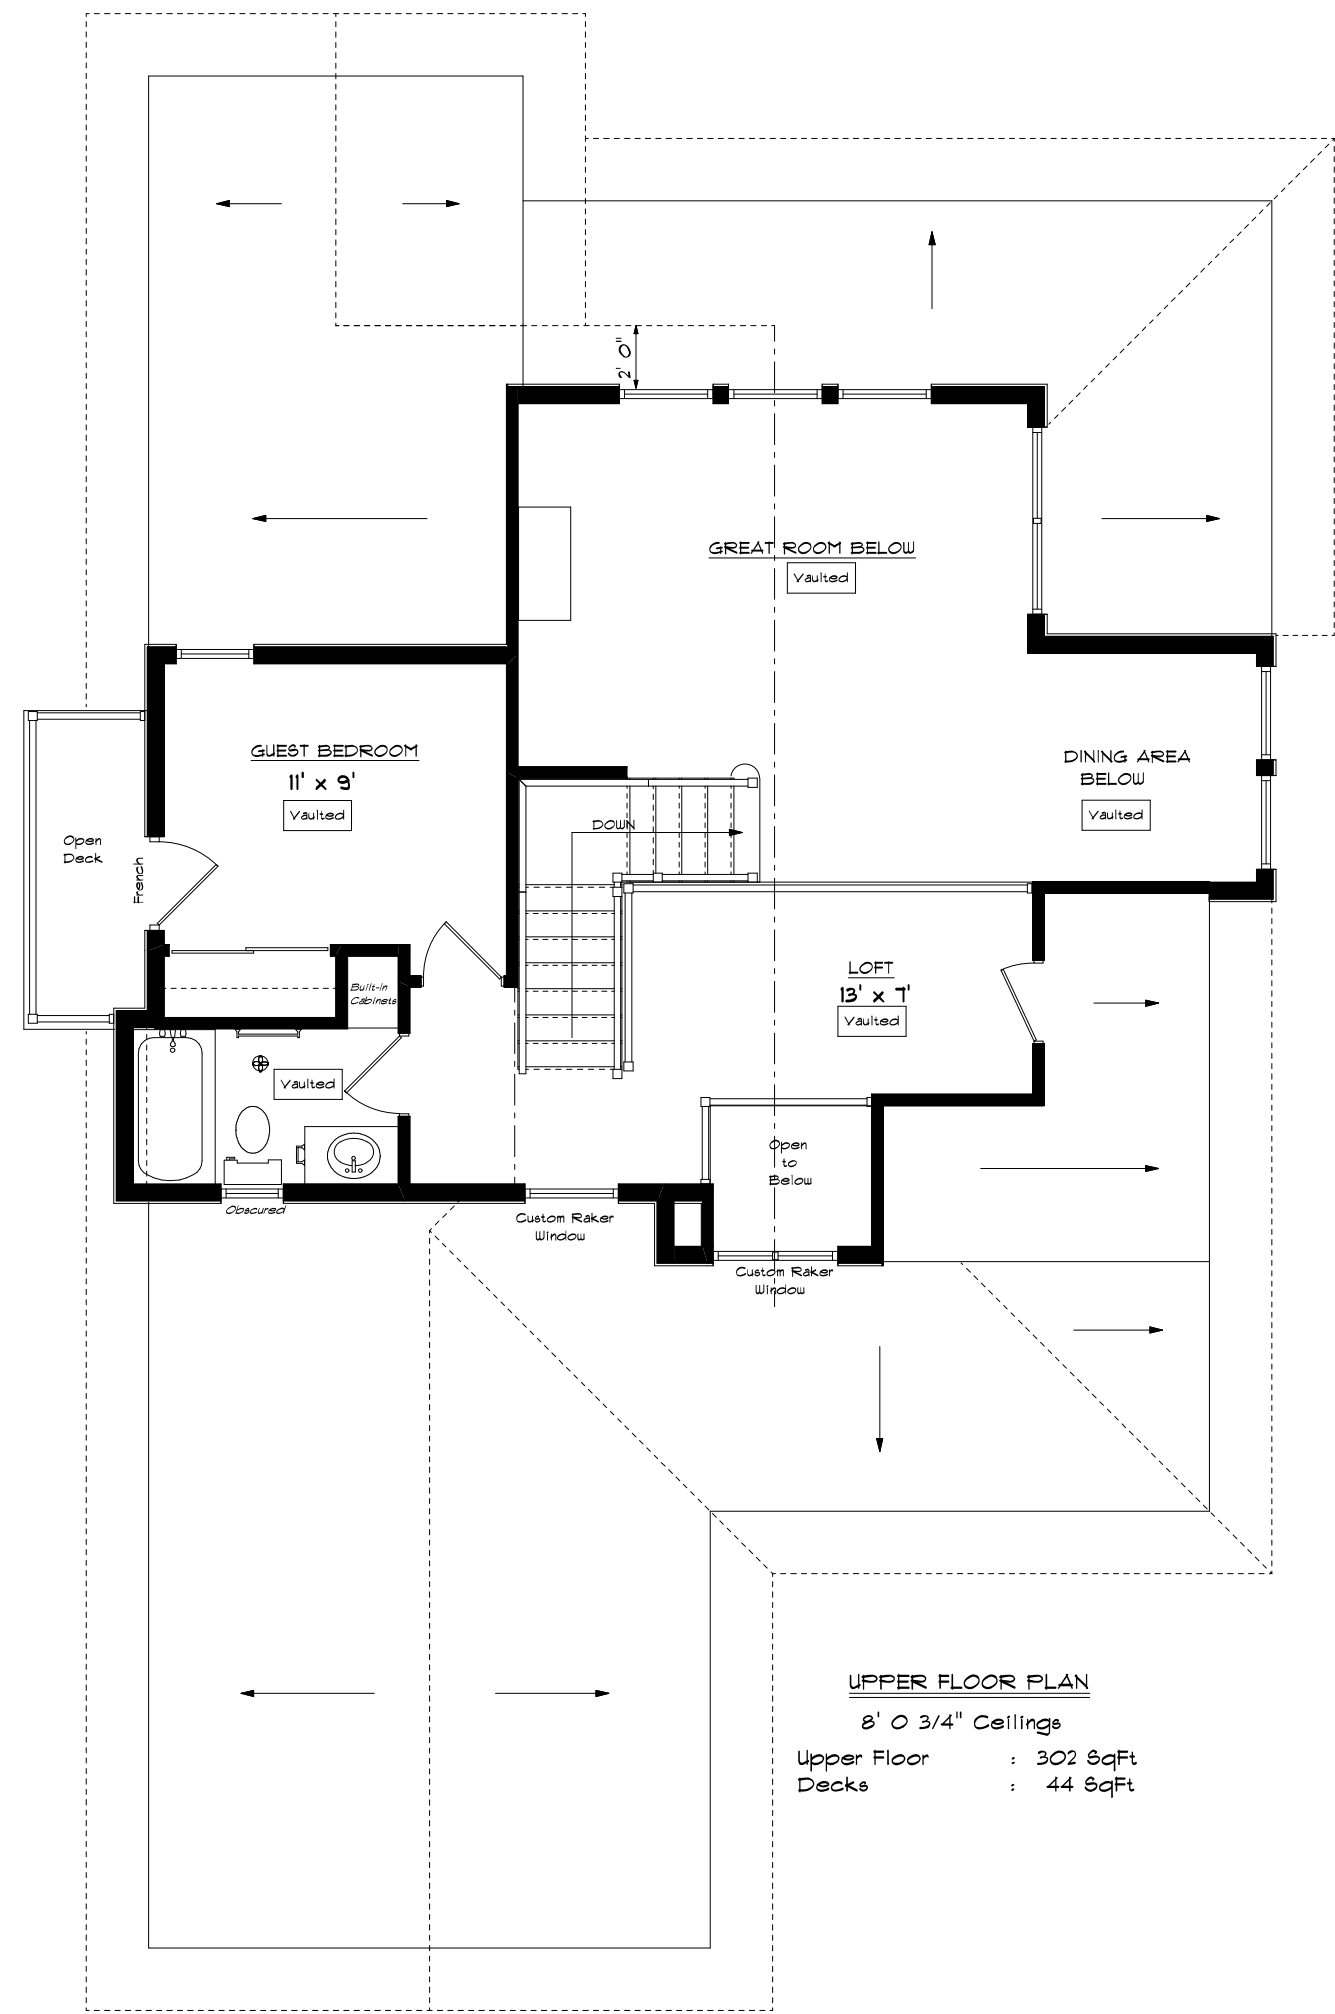 2' 0"
GREAT ROOM BELOW
Vaulted
GUEST BEDROOM
11' x 9'
Vaulted
DINING AREA
BELOW
Vaulted
Open
Deck
French
DOWN
LOFT
13' x 7'
Vaulted
Built-in
Cabinets
Vaulted
Open
to
Below
Obscured
Custom Raker
Window
Custom Raker
Window
UPPER FLOOR PLAN
8' 0 3/4" Ceilings
Upper Floor : 302 SqFt
Decks : 44 SqFt